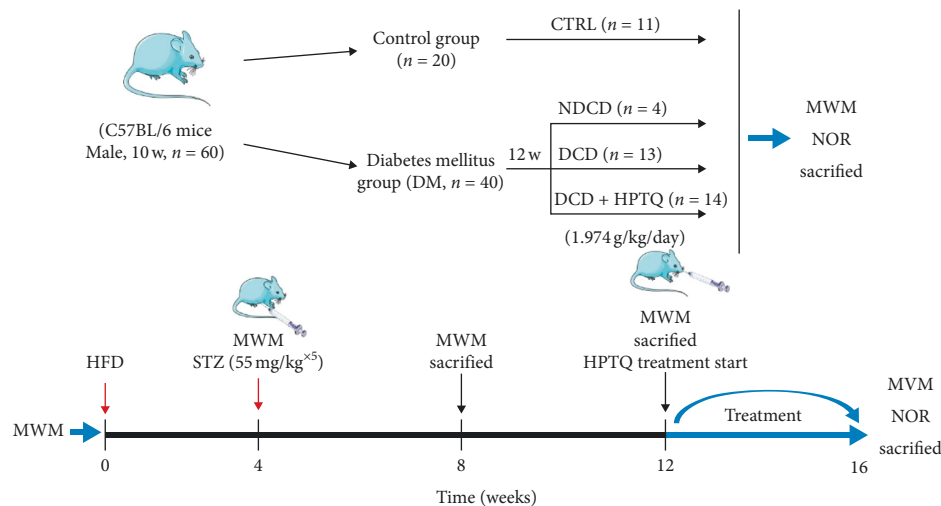 Control group
(n = 20)
CTRL (n = 11)
(C57BL/6 mice
Male, 10 w, n = 60)
Diabetes mellitus
group (DM, n = 40)
12 w
NDCD (n = 4)
DCD (n = 13)
DCD + HPTQ (n = 14)
(1.974 g/kg/day)
MWM
NOR
sacrified
HFD
MWM
STZ (55 mg/kg×5)
MWM
sacrified
MWM
sacrified
HPTQ treatment start
MWM
Treatment
MVM
NOR
sacrified
0
4
8
12
16
Time (weeks)